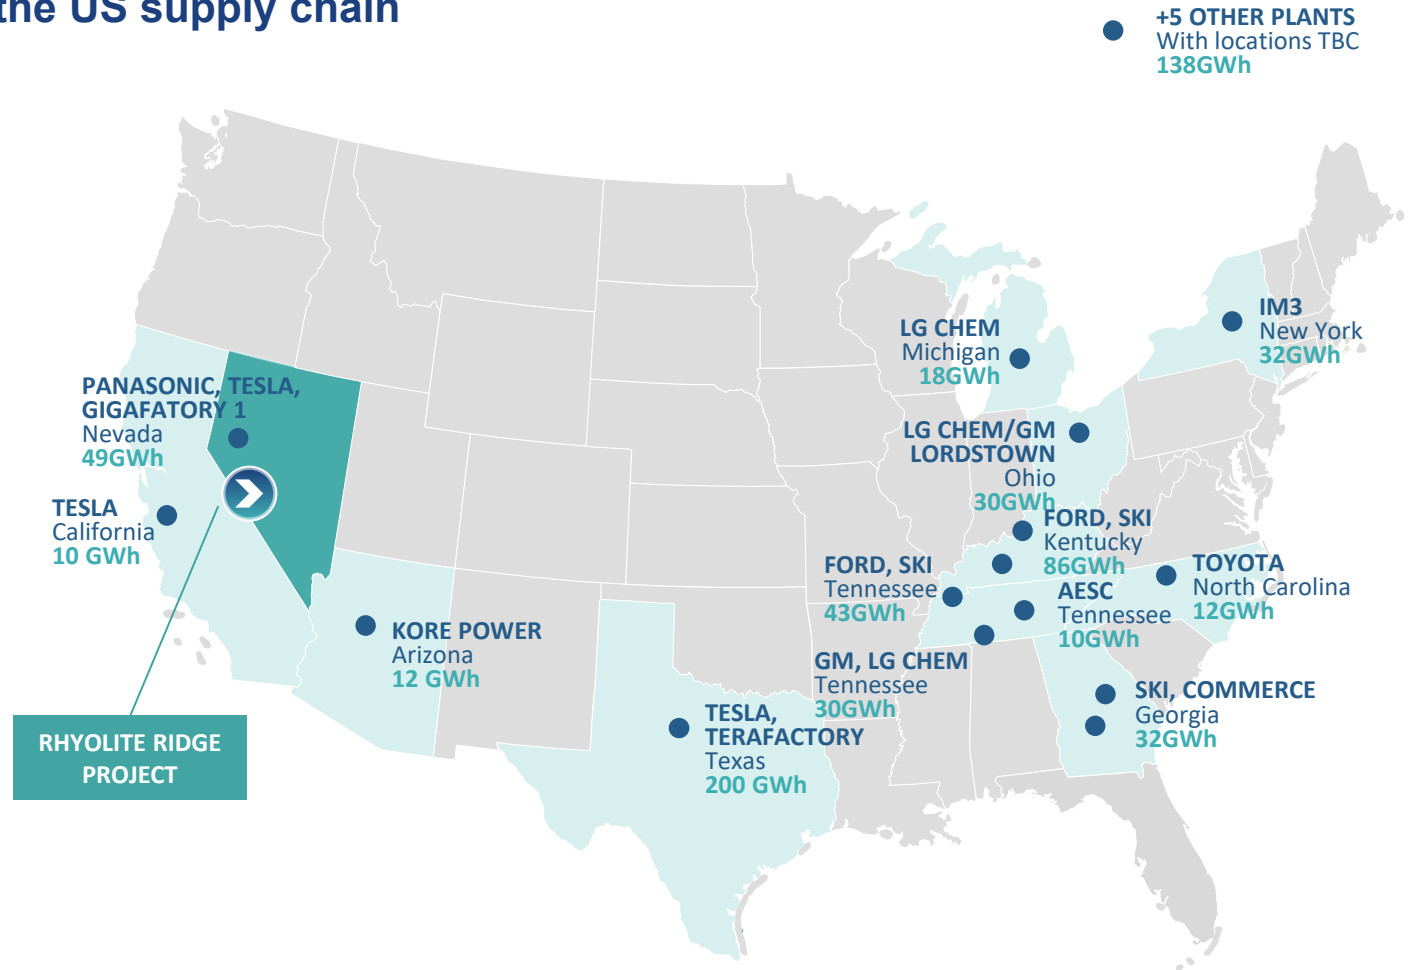 the US supply chain
+5 OTHER PLANTS
With locations TBC
138GWh
IM3
New York
32GWh
LG CHEM
Michigan
18GWh
PANASONIC, TESLA,
GIGAFATORY 1
Nevada
49GWh
LG CHEM/GM
LORDSTOWN
Ohio
30GWh
TESLA
California
10 GWh
FORD, SKI
Kentucky
86GWh
FORD, SKI
Tennessee
43GWh
TOYOTA
North Carolina
12GWh
AESC
Tennessee
10GWh
KORE POWER
Arizona
12 GWh
GM, LG CHEM
Tennessee
30GWh
SKI, COMMERCE
Georgia
32GWh
TESLA,
TERAFACTORY
Texas
200 GWh
RHYOLITE RIDGE
PROJECT